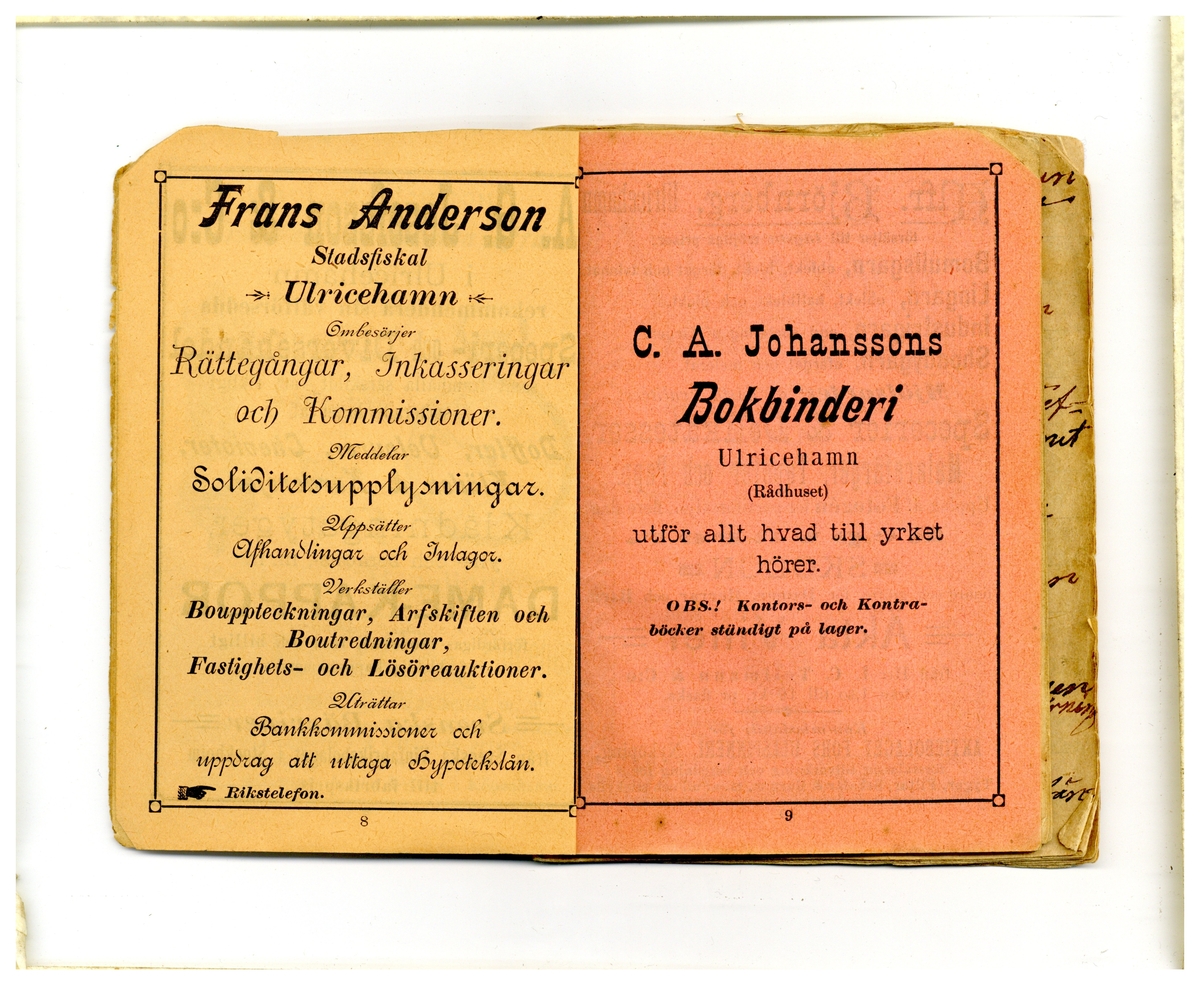 Frans Anderson
Stadsfiskal
Ulricehamn
Ombesörjer
Rättegångar, Inkasseringar
och Kommissioner.
Meddelar
Soliditetsupplysningar.
Uppsätter
Afhandlingar och Inlagor.
Verkställer
Bouppteckningar, Arfskiften och
Boutredningar,
Fastighets- och Lösöreauktioner.
Uträttar
Bankkommissioner och
uppdrag att uttaga Hypotekslån.
Rikstelefon.
8
C. A. Johanssons
Bokbinderi
Ulricehamn
(Rådhuset)
utför allt hvad till yrket
hörer.
OBS.! Kontors- och Kontra-
böcker ständigt på lager.
9